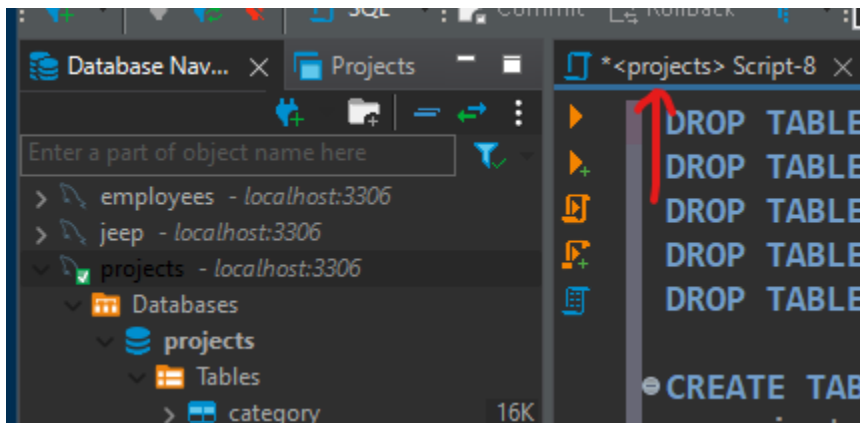 SQL Commit Rollback
Database Nav... Projects
*<projects> Script-8
Enter a part of object name here
employees - localhost:3306
jeep - localhost:3306
projects - localhost:3306
Databases
projects
Tables
category 16K
DROP TABLE
DROP TABLE
DROP TABLE
DROP TABLE
DROP TABLE
CREATE TAB